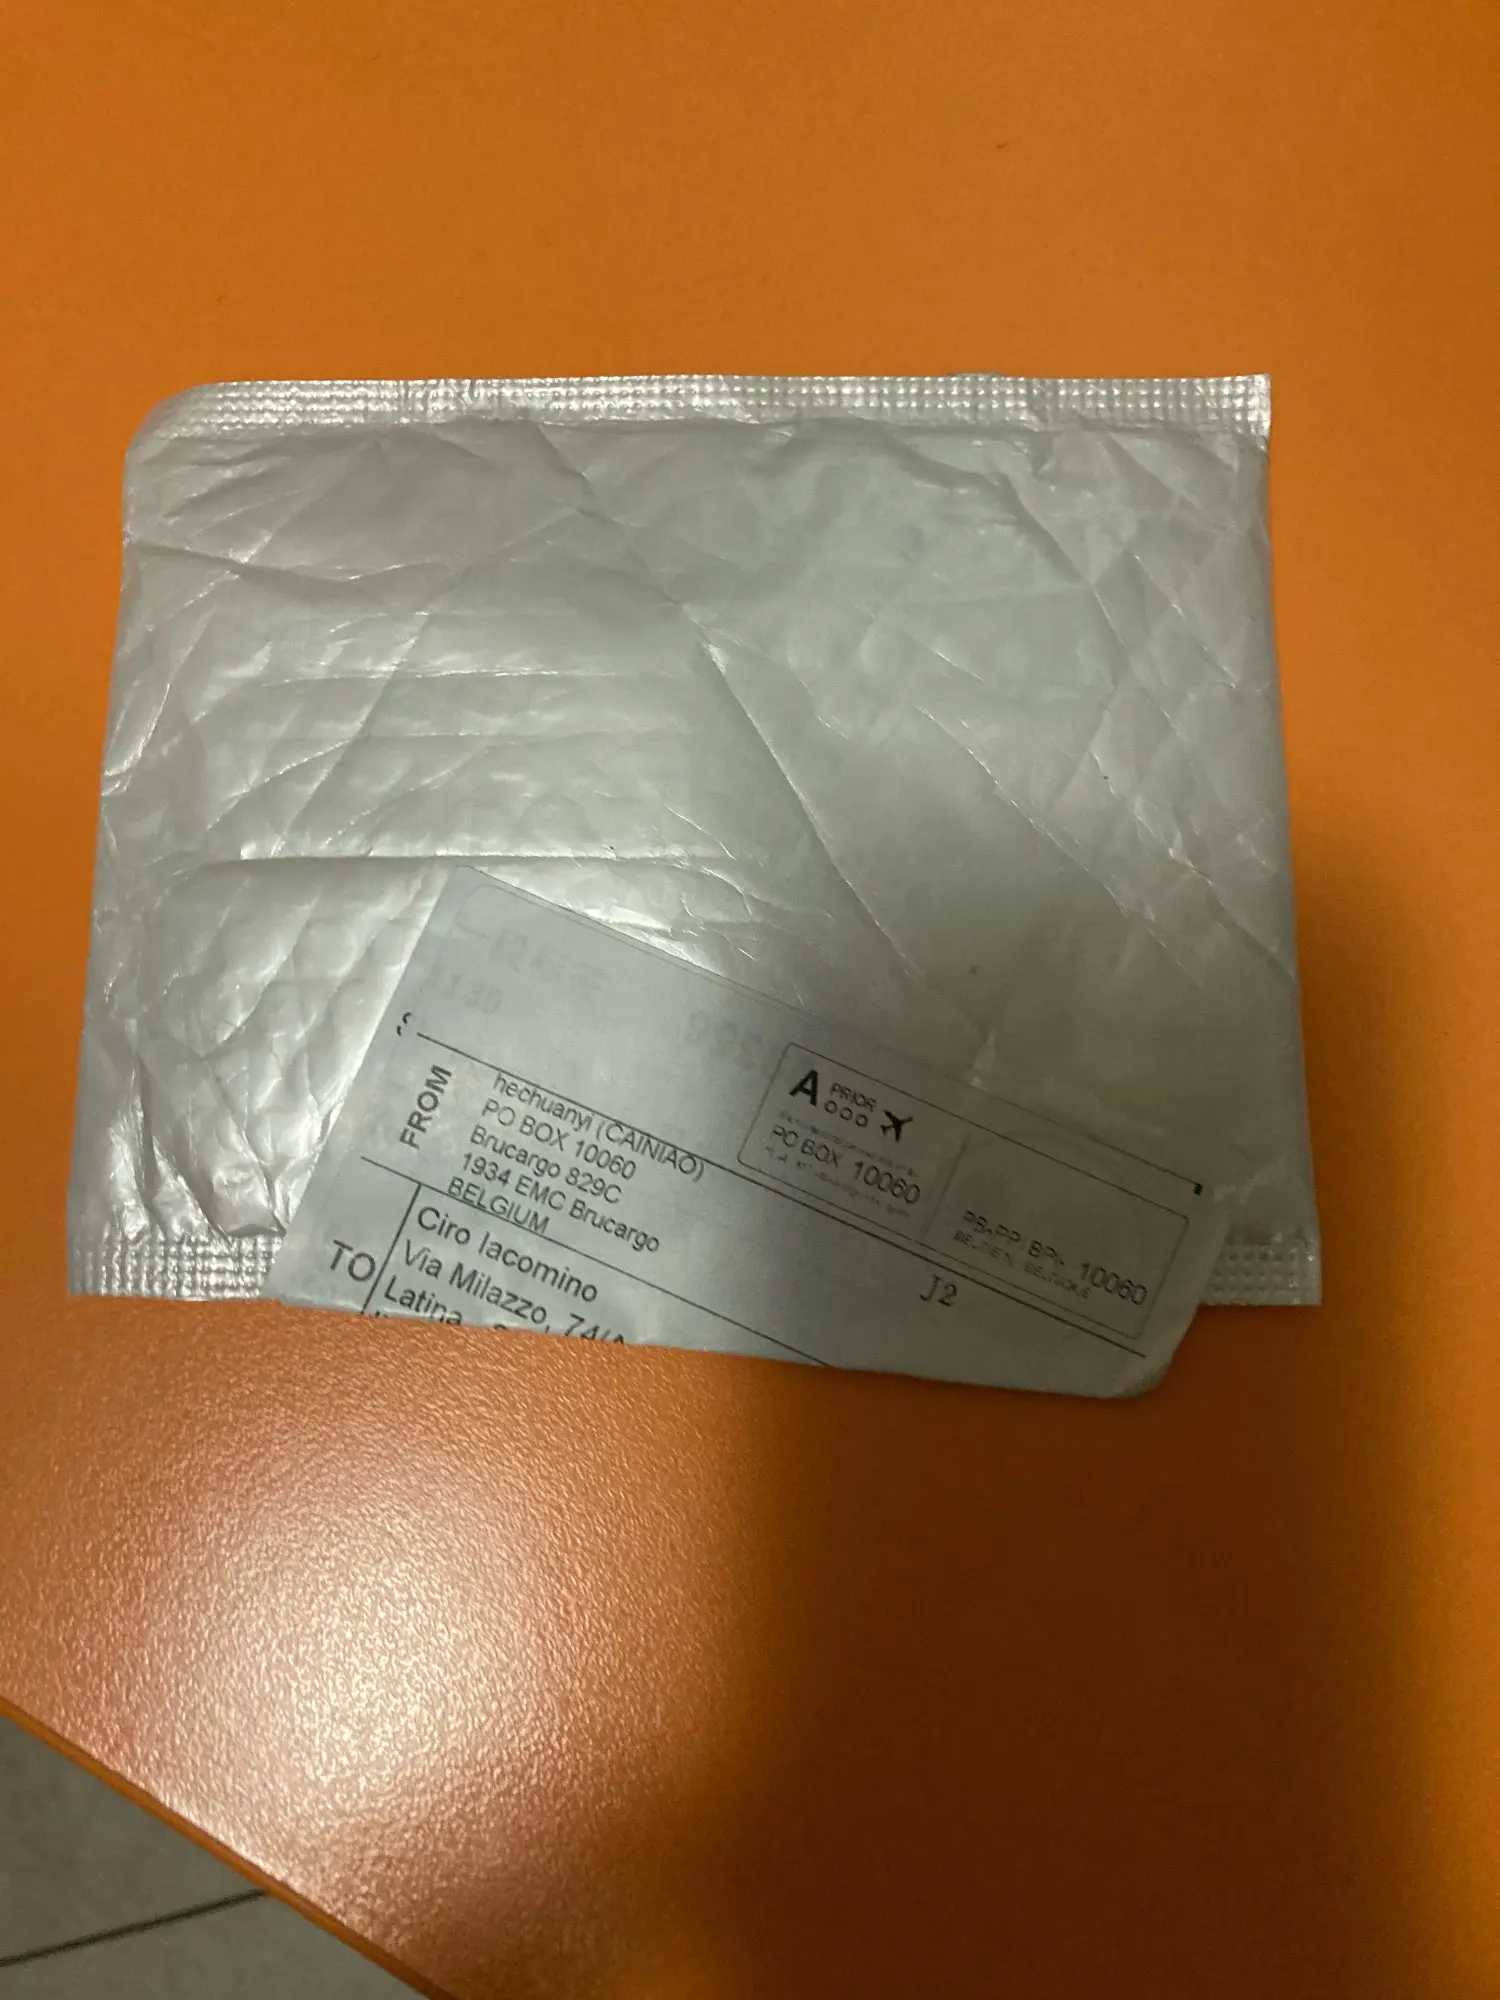 FROM
hechuanyi (CAINIAO)
PO BOX 10060
Brucargo 829C
1934 EMC Brucargo
BELGIUM
A PRIOR
PO BOX 10060
PB-PP BPI- 10060
J2
TO
Ciro Iacomino
Via Milazzo, 74/A
Latina